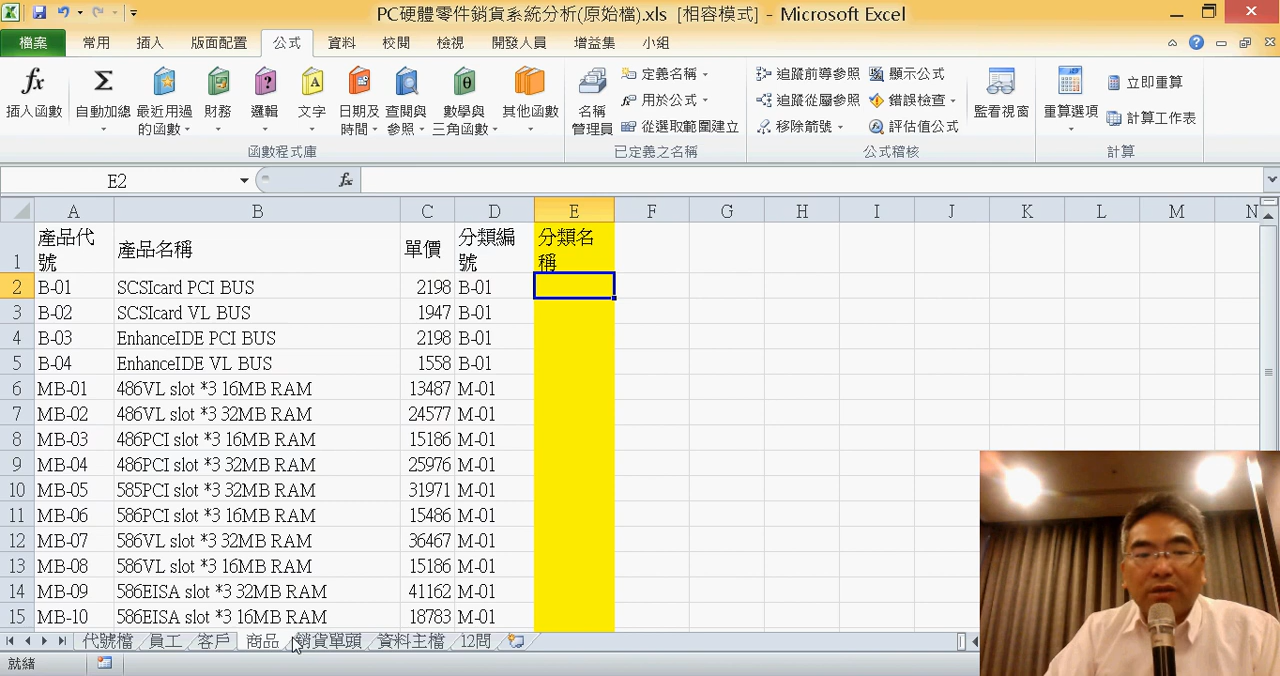 PC硬體零件銷貨系統分析(原始檔).xls [相容模式] - Microsoft Excel
檔案 常用 插入 版面配置 公式 資料 校閱 檢視 開發人員 增益集 小組
插入函數
自動加總
最近用過的函數
財務
邏輯
文字
日期及時間
查閱與參照
數學與三角函數
其他函數
函數程式庫
名稱管理員
定義名稱
用於公式
從選取範圍建立
已定義之名稱
追蹤前導參照
追蹤從屬參照
移除箭號
顯示公式
錯誤檢查
評估值公式
公式稽核
監看視窗
重算選項
立即重算
計算工作表
計算
E2 fx
A B C D E F G H I J K L M N
1 產品代號 產品名稱 單價 分類編號 分類名稱
2 B-01 SCSIcard PCI BUS 2198 B-01
3 B-02 SCSIcard VL BUS 1947 B-01
4 B-03 EnhanceIDE PCI BUS 2198 B-01
5 B-04 EnhanceIDE VL BUS 1558 B-01
6 MB-01 486VL slot *3 16MB RAM 13487 M-01
7 MB-02 486VL slot *3 32MB RAM 24577 M-01
8 MB-03 486PCI slot *3 16MB RAM 15186 M-01
9 MB-04 486PCI slot *3 32MB RAM 25976 M-01
10 MB-05 585PCI slot *3 32MB RAM 31971 M-01
11 MB-06 586PCI slot *3 16MB RAM 15486 M-01
12 MB-07 586VL slot *3 32MB RAM 36467 M-01
13 MB-08 586VL slot *3 16MB RAM 15186 M-01
14 MB-09 586EISA slot *3 32MB RAM 41162 M-01
15 MB-10 586EISA slot *3 16MB RAM 18783 M-01
代號檔 員工 客戶 商品 銷貨單頭 資料主檔 12問
就緒